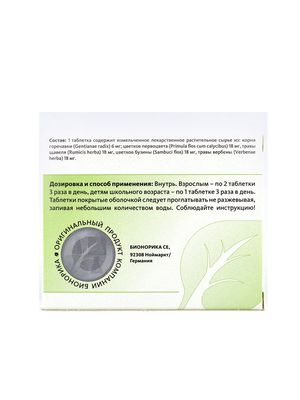 Состав: 1 таблетка содержит измельченное лекарственное растительное сырье из: корня
горечавки (Gentianae radix) 6 мг; цветков первоцвета (Primula flos cum calycibus) 18 мг; травы
щавеля (Rumicis herba) 18 мг, цветков бузины (Sambuci flos) 18 мг, травы вербены (Verbenae
herba) 18 мг.
Дозировка и способ применения: Внутрь. Взрослым – по 2 таблетки
3 раза в день, детям школьного возраста – по 1 таблетке 3 раза в день.
Таблетки покрытые оболочкой следует проглатывать не разжевывая,
запивая небольшим количеством воды. Соблюдайте инструкцию!
ОРИГИНАЛЬНЫЙ ПРОДУКТ КОМПАНИИ БИОНОРИКА
БИОНОРИКА СЕ,
92308 Ноймаркт/
Германия